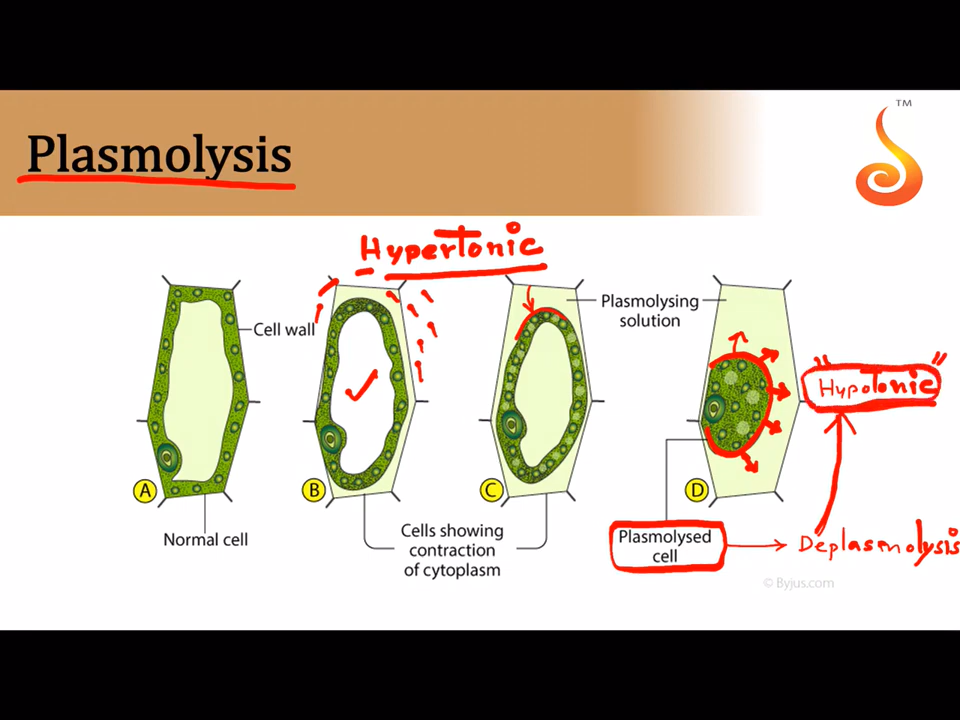 TM
Plasmolysis
Hypertonic
Cell wall
Plasmolysing
solution
"Hypotonic"
A
B
C
D
Normal cell
Cells showing
contraction
of cytoplasm
Plasmolysed
cell
Deplasmolysis
© Byjus.com